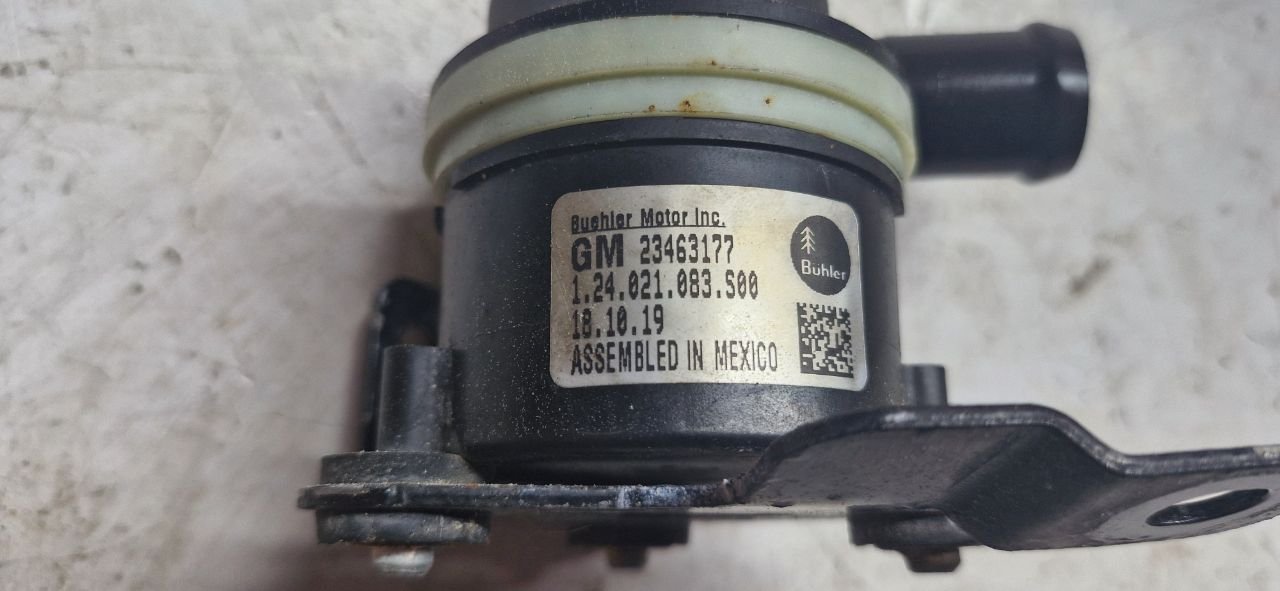 Buehler Motor Inc.
GM 23463177
1.24.021.083.S00
18.10.19
ASSEMBLED IN MEXICO
Bühler